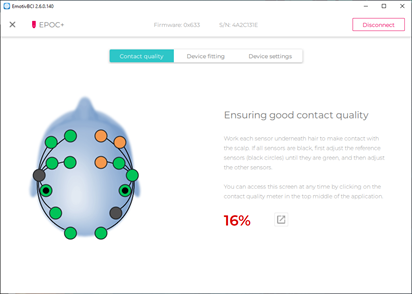 EmotivBCI 2.6.0.140
EPOC+
Firmware: 0x633
S/N: 4A2C131E
Disconnect
Contact quality
Device fitting
Device settings
Ensuring good contact quality
Work each sensor underneath hair to make contact with
the scalp. If all sensors are black, first adjust the reference
sensors (black circles) until they are green, and then adjust
the other sensors.
You can access this screen at any time by clicking on the
contact quality meter in the top middle of the application.
16%